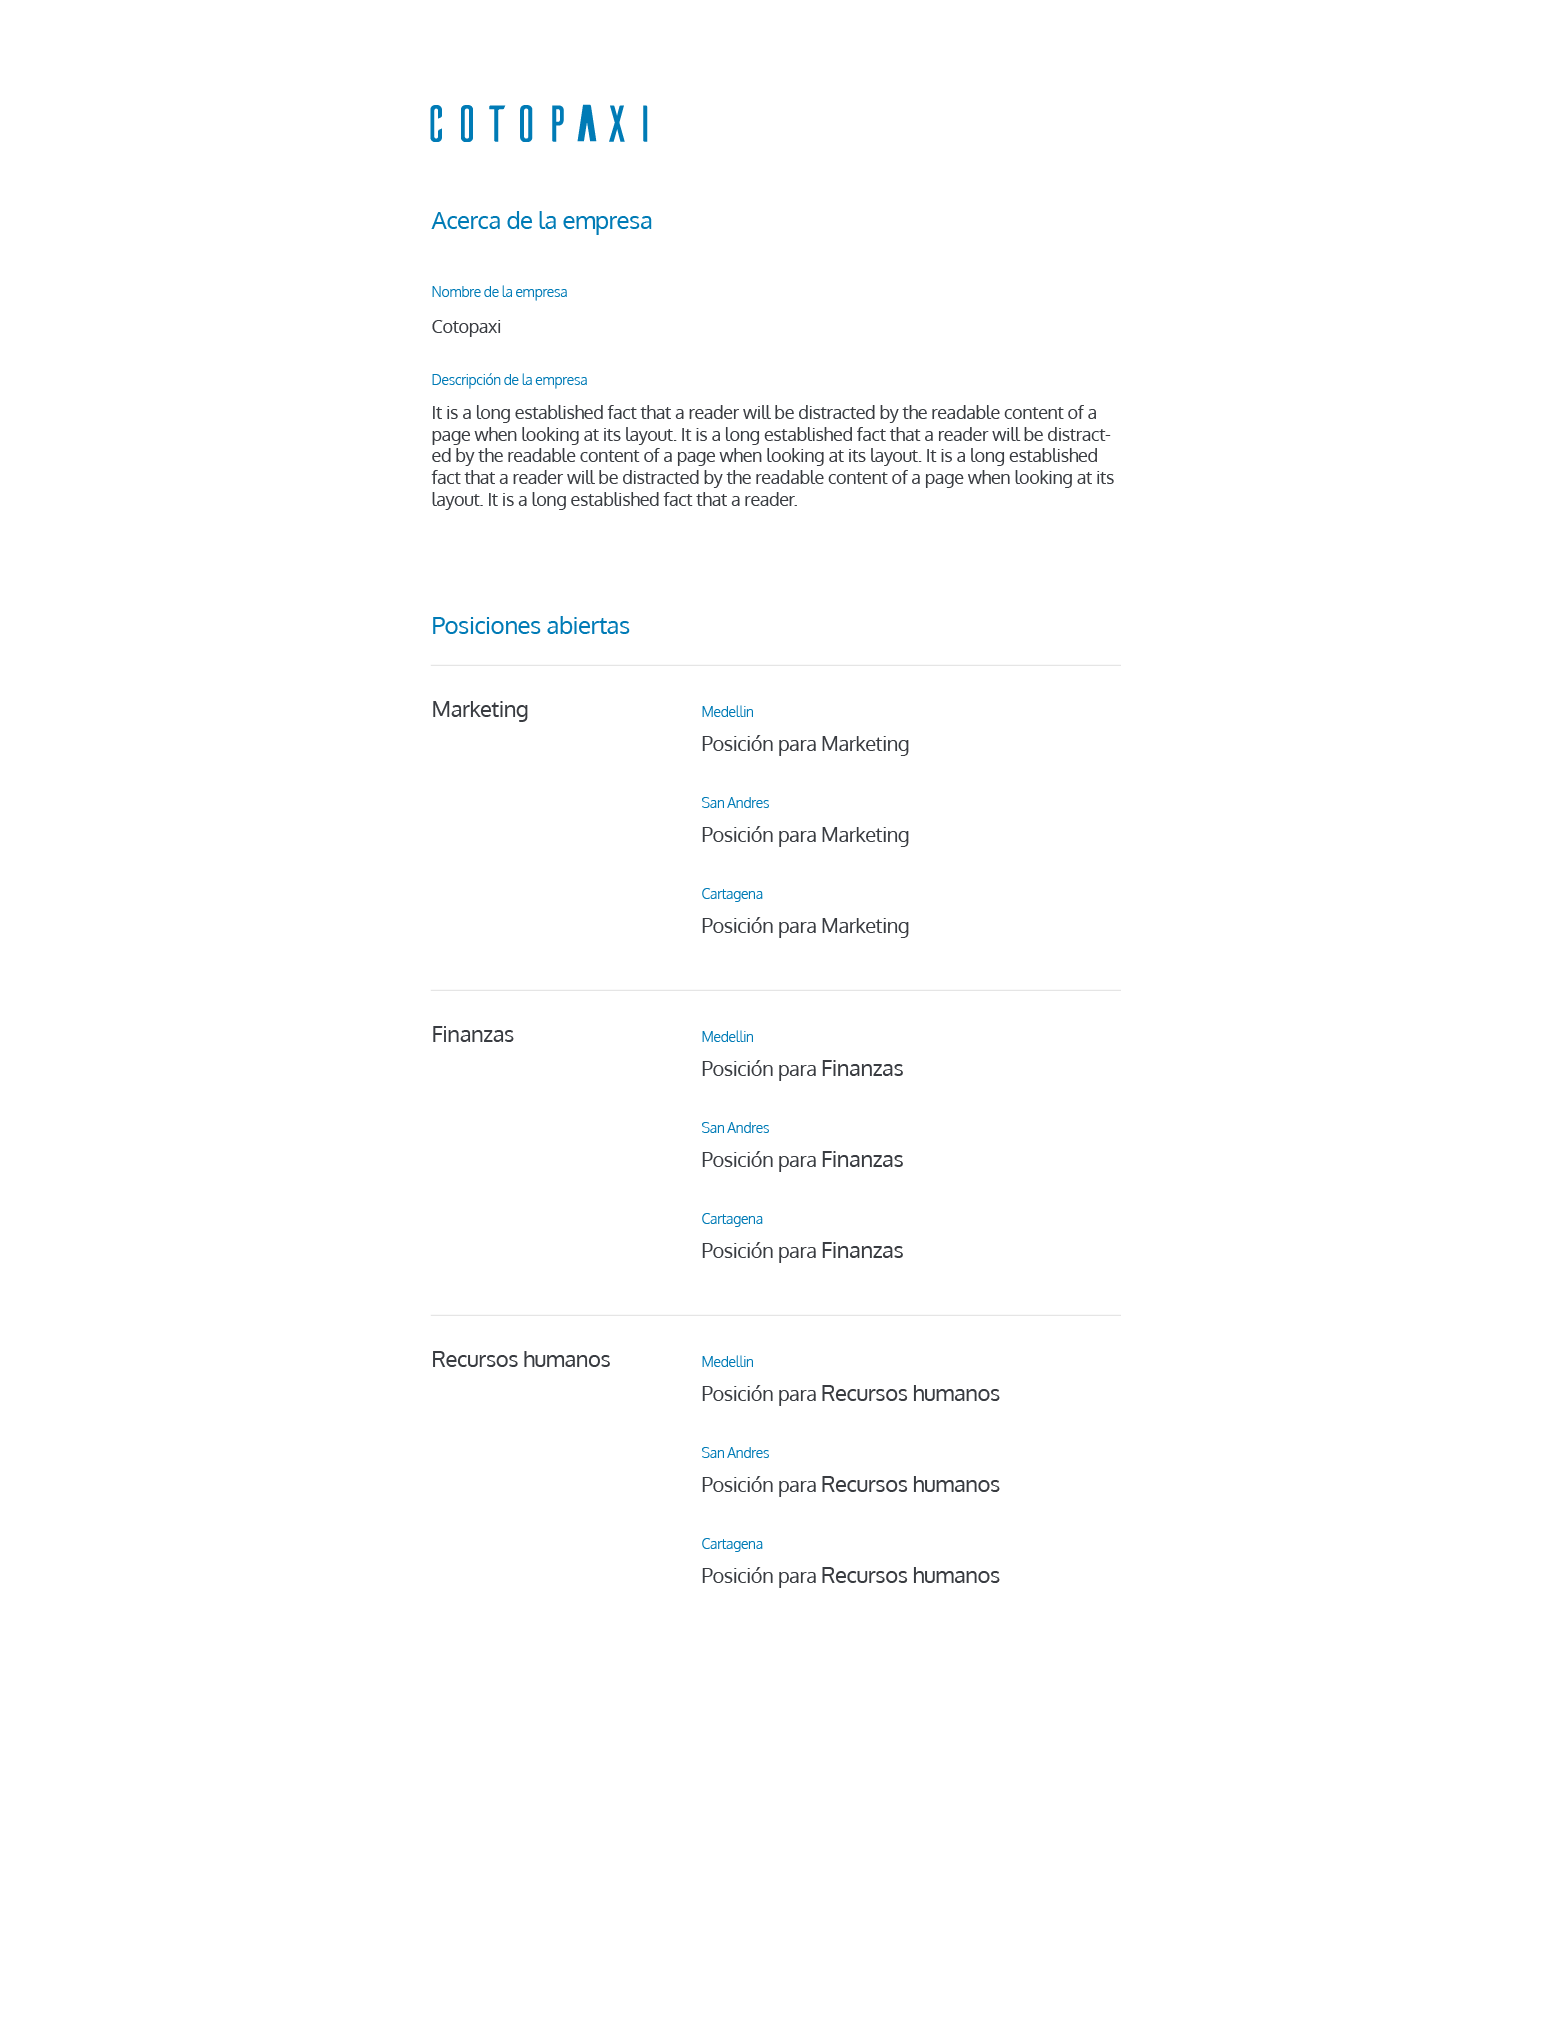 COTOPAXI
Acerca de la empresa
Nombre de la empresa
Cotopaxi
Descripción de la empresa
It is a long established fact that a reader will be distracted by the readable content of a
page when looking at its layout. It is a long established fact that a reader will be distract-
ed by the readable content of a page when looking at its layout. It is a long established
fact that a reader will be distracted by the readable content of a page when looking at its
layout. It is a long established fact that a reader.
Posiciones abiertas
Marketing
Medellin
Posición para Marketing
San Andres
Posición para Marketing
Cartagena
Posición para Marketing
Finanzas
Medellin
Posición para Finanzas
San Andres
Posición para Finanzas
Cartagena
Posición para Finanzas
Recursos humanos
Medellin
Posición para Recursos humanos
San Andres
Posición para Recursos humanos
Cartagena
Posición para Recursos humanos